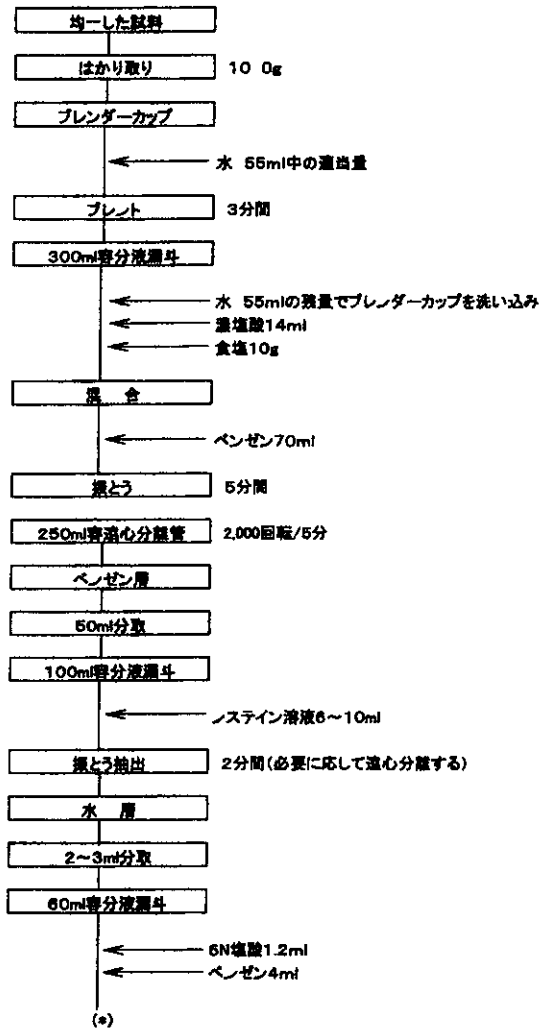 均一した試料
はかり取り 10 0g
ブレンダーカップ
水 55ml中の適当量
ブレンド 3分間
300ml容分液漏斗
水 55mlの残量でブレンダーカップを洗い込み
濃塩酸14ml
食塩10g
混 合
ベンゼン70ml
振とう 5分間
250ml容遠心分離管 2,000回転/5分
ベンゼン層
50ml分取
100ml容分液漏斗
システイン溶液6～10ml
振とう抽出 2分間(必要に応して遠心分離する)
水 層
2～3ml分取
60ml容分液漏斗
6N塩酸1.2ml
ベンゼン4ml
(*)